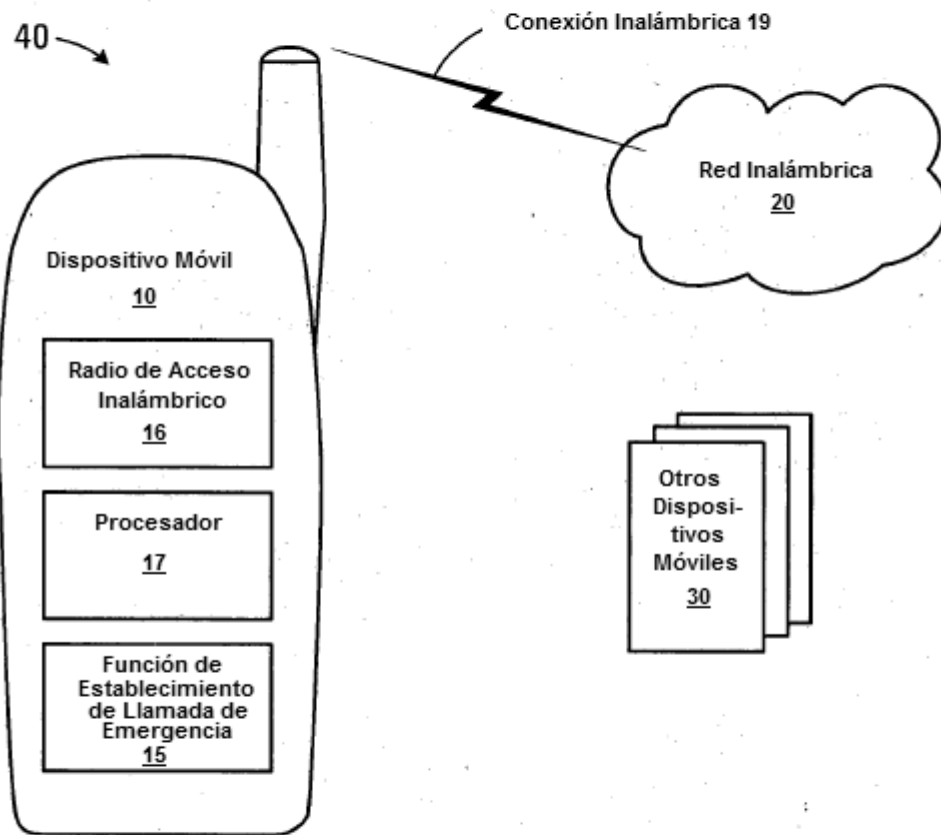 40
Conexión Inalámbrica 19
Red Inalámbrica
20
Dispositivo Móvil
10
Radio de Acceso
Inalámbrico
16
Procesador
17
Función de
Establecimiento
de Llamada de
Emergencia
15
Otros
Disposi-
tivos
Móviles
30